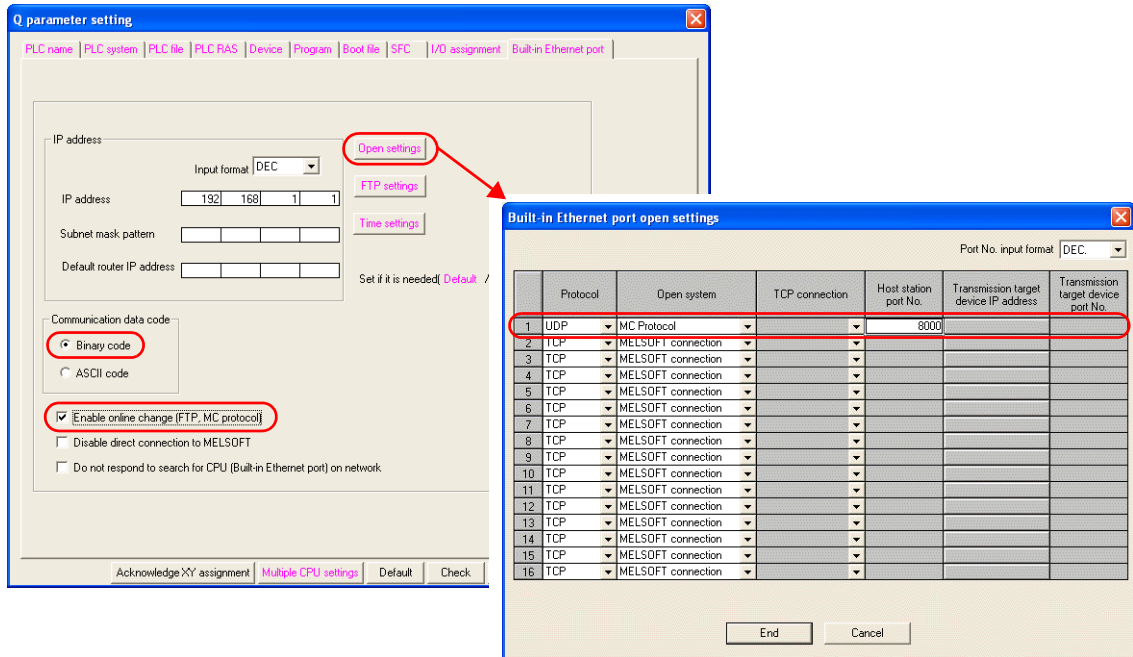 Q parameter setting
PLC name PLC system PLC file PLC RAS Device Program Boot file SFC I/O assignment Built-in Ethernet port
IP address
Input format DEC
IP address 192 168 1 1
Subnet mask pattern
Default router IP address
Communication data code
Binary code
ASCII code
Enable online change (FTP, MC protocol)
Disable direct connection to MELSOFT
Do not respond to search for CPU (Built-in Ethernet port) on network
Open settings
FTP settings
Time settings
Set if it is needed( Default /
Acknowledge XY assignment Multiple CPU settings Default Check
Built-in Ethernet port open settings
Port No. input format DEC.
Protocol Open system TCP connection Host station port No. Transmission target device IP address Transmission target device port No.
1 UDP MC Protocol 8000
2 TCP MELSOFT connection
3 TCP MELSOFT connection
4 TCP MELSOFT connection
5 TCP MELSOFT connection
6 TCP MELSOFT connection
7 TCP MELSOFT connection
8 TCP MELSOFT connection
9 TCP MELSOFT connection
10 TCP MELSOFT connection
11 TCP MELSOFT connection
12 TCP MELSOFT connection
13 TCP MELSOFT connection
14 TCP MELSOFT connection
15 TCP MELSOFT connection
16 TCP MELSOFT connection
End Cancel